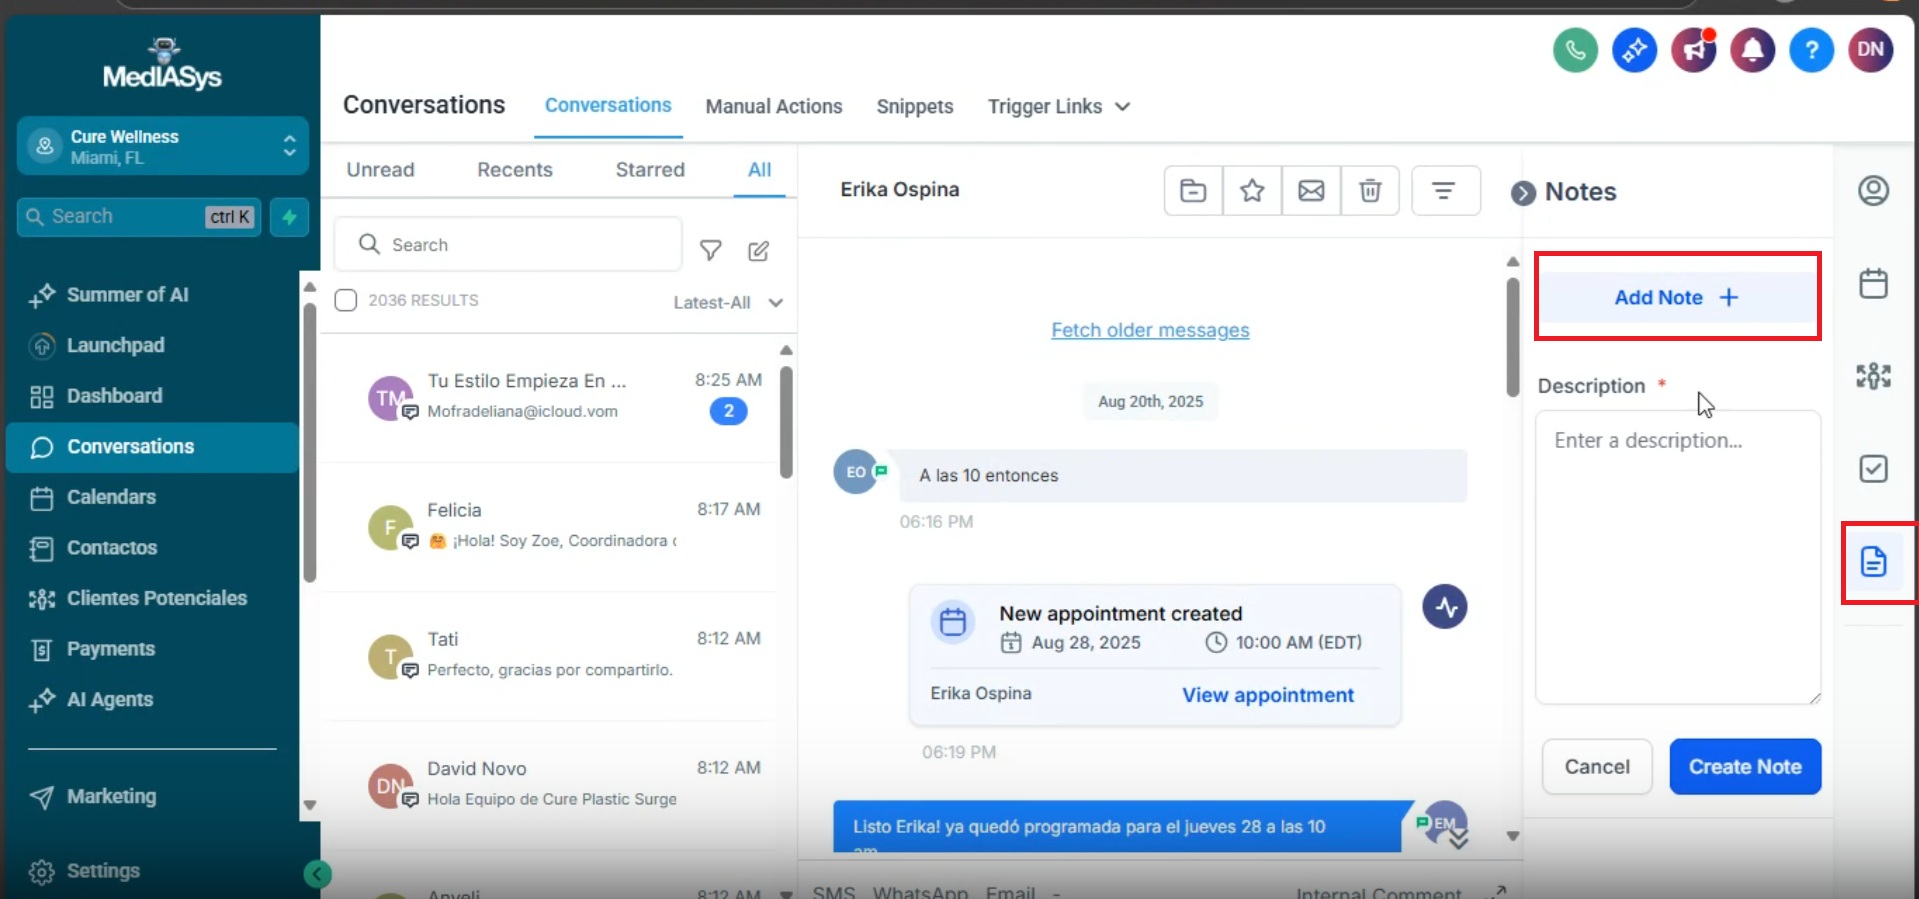 MedIASys
DN
Cure Wellness
Miami, FL
Search
ctrl K
Summer of AI
Launchpad
Dashboard
Conversations
Calendars
Contactos
Clientes Potenciales
Payments
AI Agents
Marketing
Settings
Conversations
Conversations
Manual Actions
Snippets
Trigger Links
Unread
Recents
Starred
All
Search
2036 RESULTS
Latest-All
TM
Tu Estilo Empieza En ...
8:25 AM
Mofradeliana@icloud.vom
2
F
Felicia
8:17 AM
¡Hola! Soy Zoe, Coordinadora
T
Tati
8:12 AM
Perfecto, gracias por compartirlo.
DN
David Novo
8:12 AM
Hola Equipo de Cure Plastic Surge
Anyeli
8:12 AM
Erika Ospina
Fetch older messages
Aug 20th, 2025
EO
A las 10 entonces
06:16 PM
New appointment created
Aug 28, 2025
10:00 AM (EDT)
Erika Ospina
View appointment
06:19 PM
Listo Erika! ya quedó programada para el jueves 28 a las 10
am
EM
SMS WhatsApp Email -
Internal Comment
Notes
Add Note +
Description *
Enter a description...
Cancel
Create Note